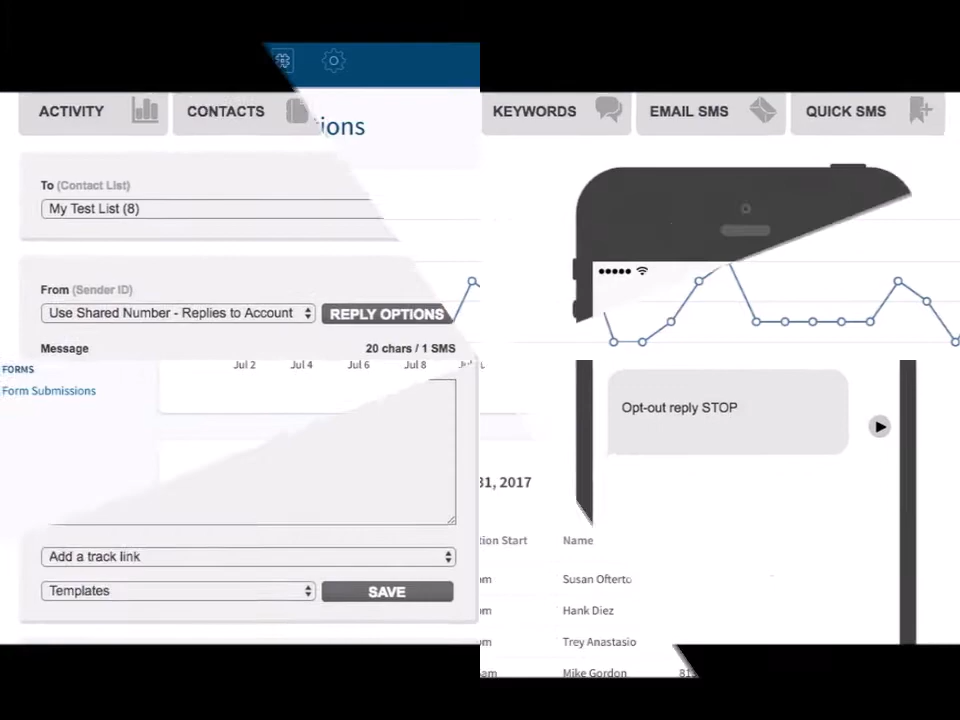 ACTIVITY
CONTACTS
KEYWORDS
EMAIL SMS
QUICK SMS
ions
To (Contact List)
My Test List (8)
From (Sender ID)
Use Shared Number - Replies to Account
REPLY OPTIONS
Message
20 chars / 1 SMS
FORMS
Form Submissions
Jul 2
Jul 4
Jul 6
Jul 8
Opt-out reply STOP
31, 2017
tion Start
Name
Add a track link
Templates
SAVE
om
Susan Ofterto
Hank Diez
Trey Anastasio
am
Mike Gordon